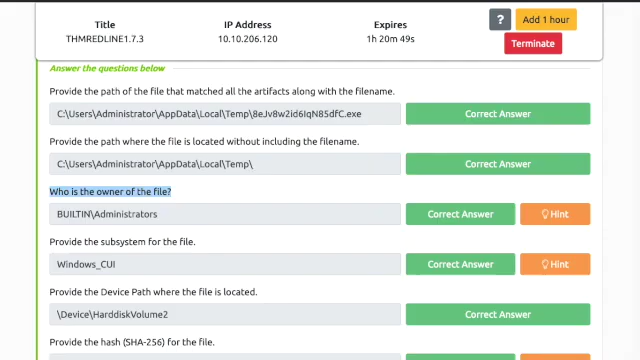 Title IP Address Expires ? Add 1 hour
THMREDLINE1.7.3 10.10.206.120 1h 20m 49s Terminate
Answer the questions below
Provide the path of the file that matched all the artifacts along with the filename.
C:\Users\Administrator\AppData\Local\Temp\8eJv8w2id6IqN85dfC.exe Correct Answer
Provide the path where the file is located without including the filename.
C:\Users\Administrator\AppData\Local\Temp\ Correct Answer
Who is the owner of the file?
BUILTIN\Administrators Correct Answer Hint
Provide the subsystem for the file.
Windows_CUI Correct Answer Hint
Provide the Device Path where the file is located.
\Device\HarddiskVolume2 Correct Answer
Provide the hash (SHA-256) for the file.